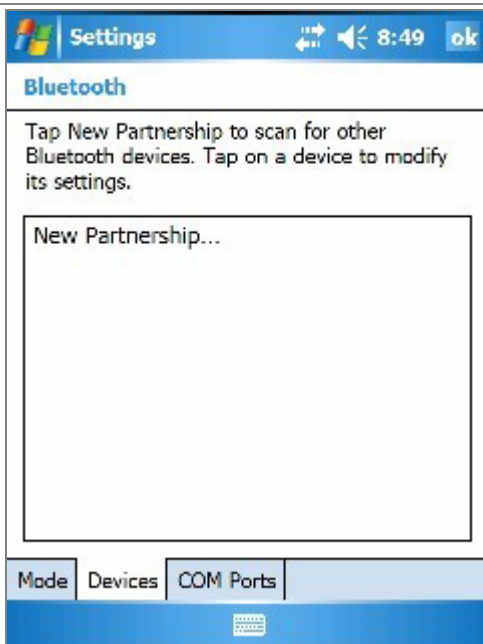 Settings 8:49 ok
Bluetooth
Tap New Partnership to scan for other
Bluetooth devices. Tap on a device to modify
its settings.
New Partnership...
Mode Devices COM Ports